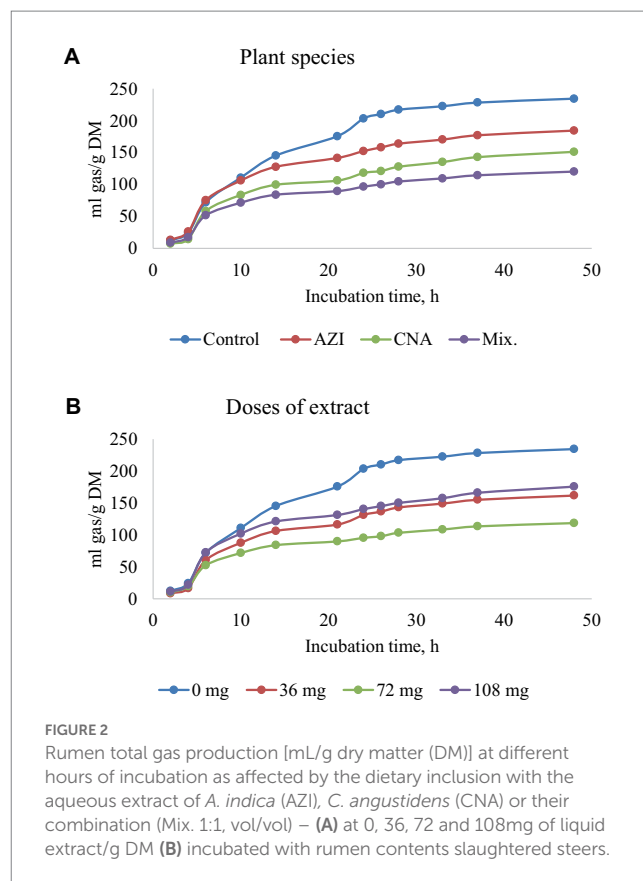 A
Plant species
ml gas/g DM
250
200
150
100
50
0
0 10 20 30 40 50
Incubation time, h
Control AZI CNA Mix.
B
Doses of extract
ml gas/g DM
250
200
150
100
50
0
0 10 20 30 40 50
Incubation time, h
0 mg 36 mg 72 mg 108 mg
FIGURE 2
Rumen total gas production [mL/g dry matter (DM)] at different
hours of incubation as affected by the dietary inclusion with the
aqueous extract of A. indica (AZI), C. angustidens (CNA) or their
combination (Mix. 1:1, vol/vol) – (A) at 0, 36, 72 and 108mg of liquid
extract/g DM (B) incubated with rumen contents slaughtered steers.